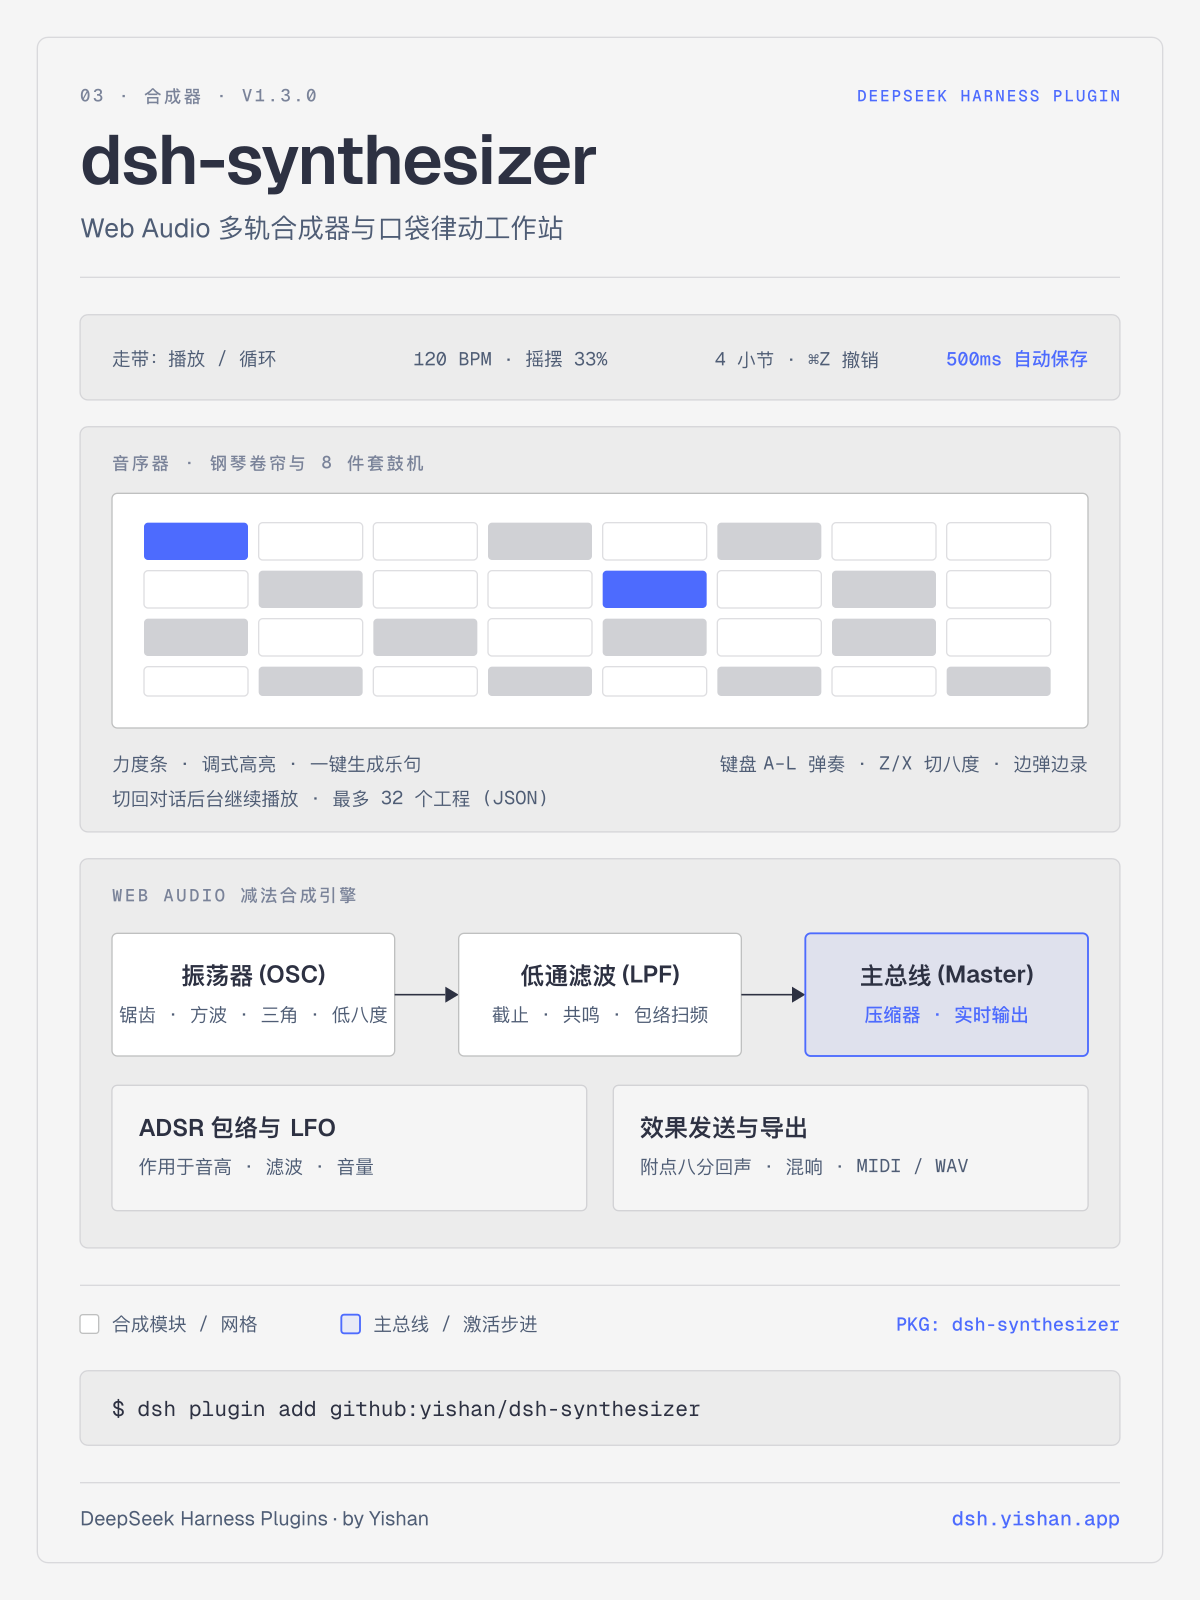 03 · 合成器 · V1.3.0
DEEPSEEK HARNESS PLUGIN
dsh-synthesizer
Web Audio 多轨合成器与口袋律动工作站
走带: 播放 / 循环
120 BPM · 摇摆 33%
4 小节 · ⌘Z 撤销
500ms 自动保存
音序器 · 钢琴卷帘与 8 件套鼓机
力度条 · 调式高亮 · 一键生成乐句
键盘 A–L 弹奏 · Z/X 切八度 · 边弹边录
切回对话后台继续播放 · 最多 32 个工程 (JSON)
WEB AUDIO 减法合成引擎
振荡器 (OSC)
锯齿 · 方波 · 三角 · 低八度
低通滤波 (LPF)
截止 · 共鸣 · 包络扫频
主总线 (Master)
压缩器 · 实时输出
ADSR 包络与 LFO
作用于音高 · 滤波 · 音量
效果发送与导出
附点八分回声 · 混响 · MIDI / WAV
合成模块 / 网格
主总线 / 激活步进
PKG: dsh-synthesizer
$ dsh plugin add github:yishan/dsh-synthesizer
DeepSeek Harness Plugins · by Yishan
dsh.yishan.app